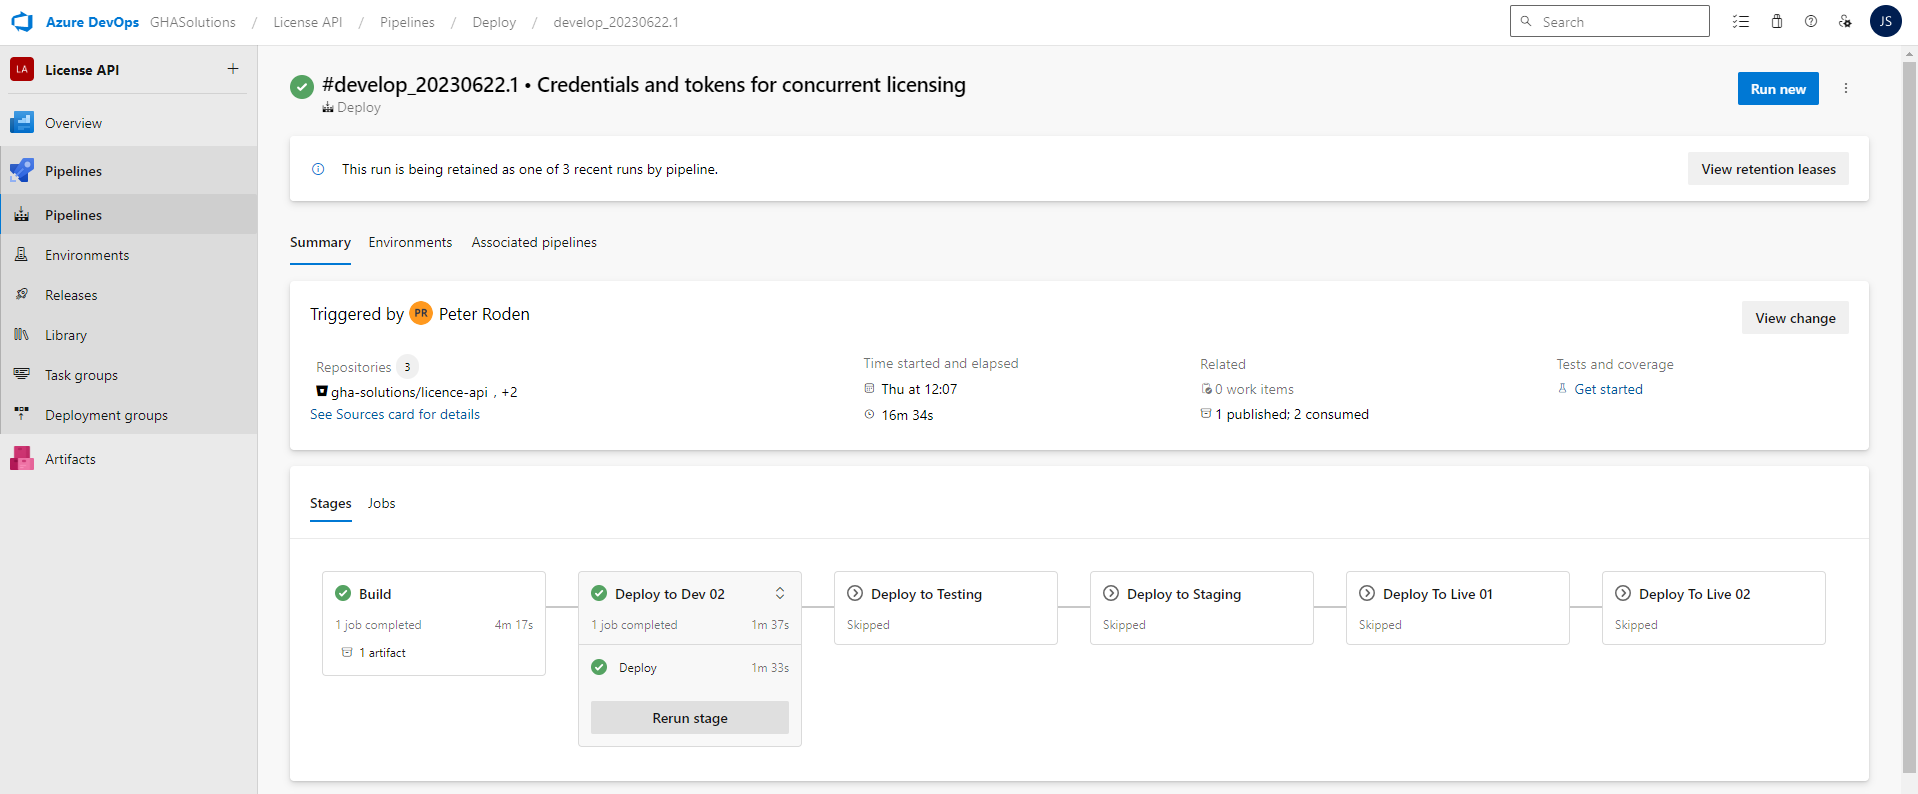 Azure DevOps GHASolutions / License API / Pipelines / Deploy / develop_20230622.1
Search
JS
LA License API +
Overview
Pipelines
Pipelines
Environments
Releases
Library
Task groups
Deployment groups
Artifacts
#develop_20230622.1 • Credentials and tokens for concurrent licensing
Deploy
Run new
This run is being retained as one of 3 recent runs by pipeline.
View retention leases
Summary Environments Associated pipelines
Triggered by PR Peter Roden
View change
Repositories 3
gha-solutions/licence-api , +2
See Sources card for details
Time started and elapsed
Thu at 12:07
16m 34s
Related
0 work items
1 published; 2 consumed
Tests and coverage
Get started
Stages Jobs
Build
1 job completed 4m 17s
1 artifact
Deploy to Dev 02
1 job completed 1m 37s
Deploy 1m 33s
Rerun stage
Deploy to Testing
Skipped
Deploy to Staging
Skipped
Deploy To Live 01
Skipped
Deploy To Live 02
Skipped